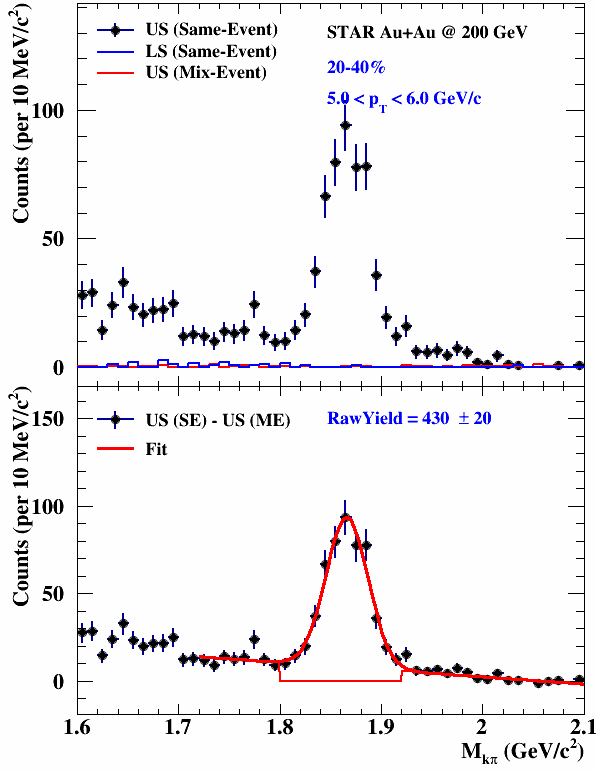 US (Same-Event)
LS (Same-Event)
US (Mix-Event)
STAR Au+Au @ 200 GeV
20-40%
5.0 < p_T < 6.0 GeV/c
Counts (per 10 MeV/c²)
100
50
0
US (SE) - US (ME)
Fit
RawYield = 430 ± 20
Counts (per 10 MeV/c²)
150
100
50
0
1.6 1.7 1.8 1.9 2 2.1
M_kπ (GeV/c²)